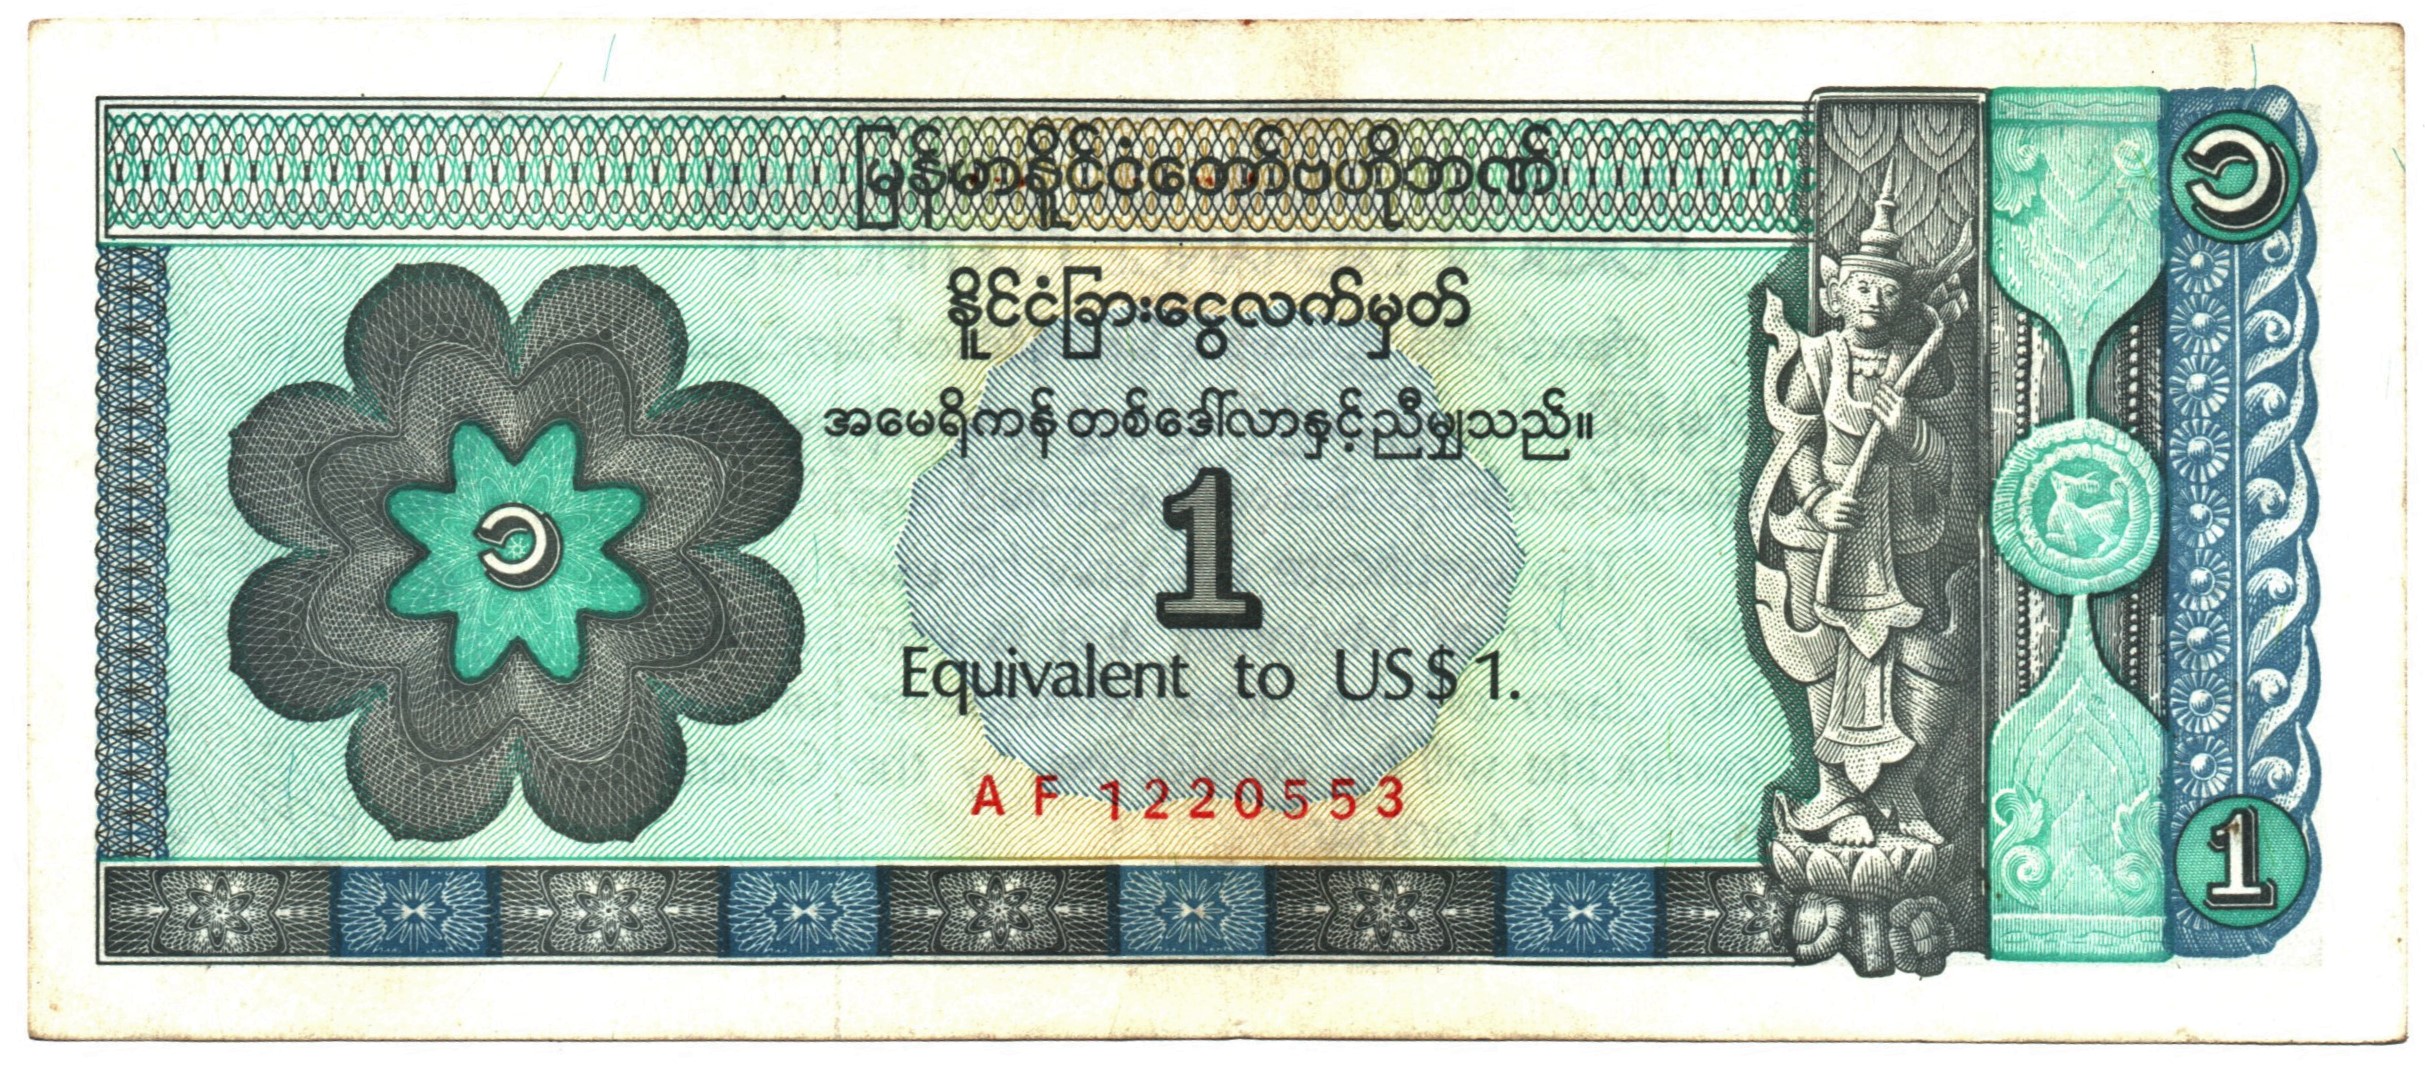 မြန်မာနိုင်ငံတော်ဗဟိုဘဏ်
၁
နိုင်ငံခြားငွေလက်မှတ်
အမေရိကန်တစ်ဒေါ်လာနှင့်ညီမျှသည်။
၁
1
Equivalent to US$ 1.
AF 1220553
1